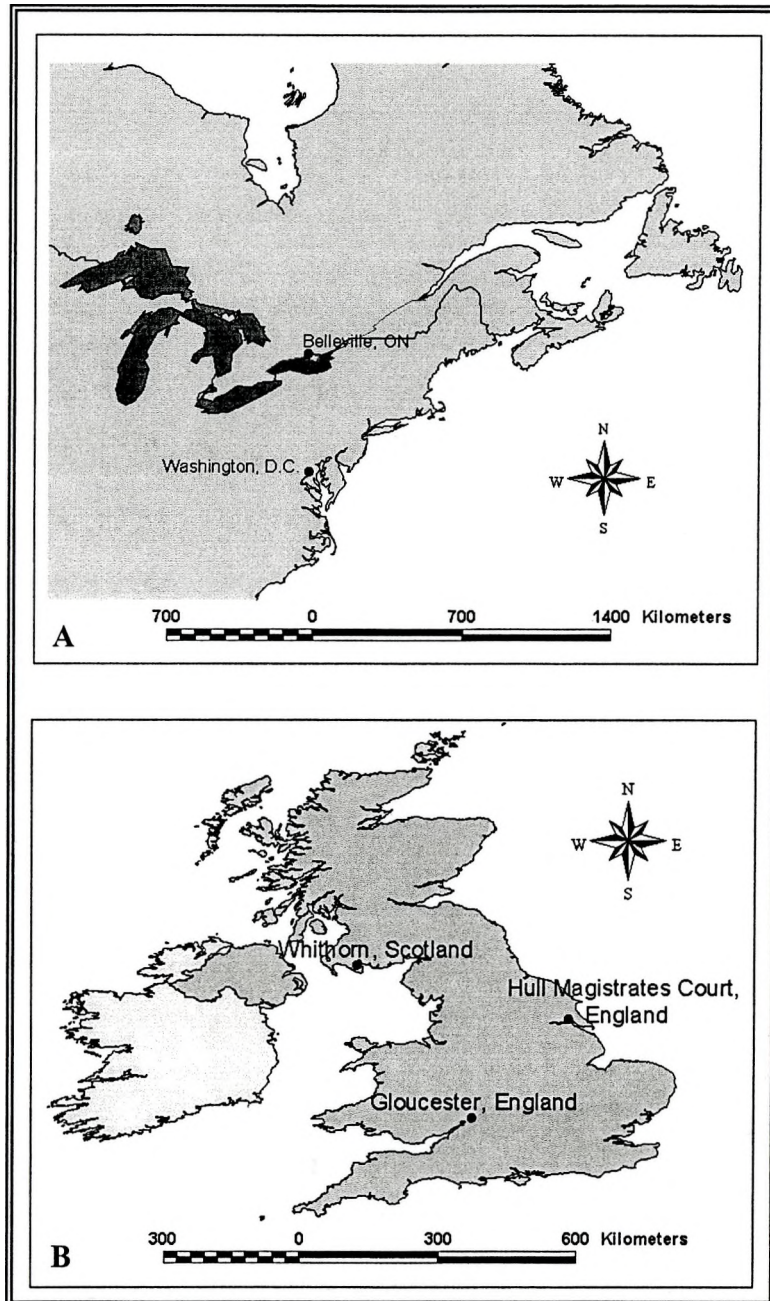 Belleville, ON
Washington, D.C.
N
W E
S
700 0 700 1400 Kilometers
A
N
W E
S
Whithorn, Scotland
Hull Magistrates Court,
England
Gloucester, England
300 0 300 600 Kilometers
B